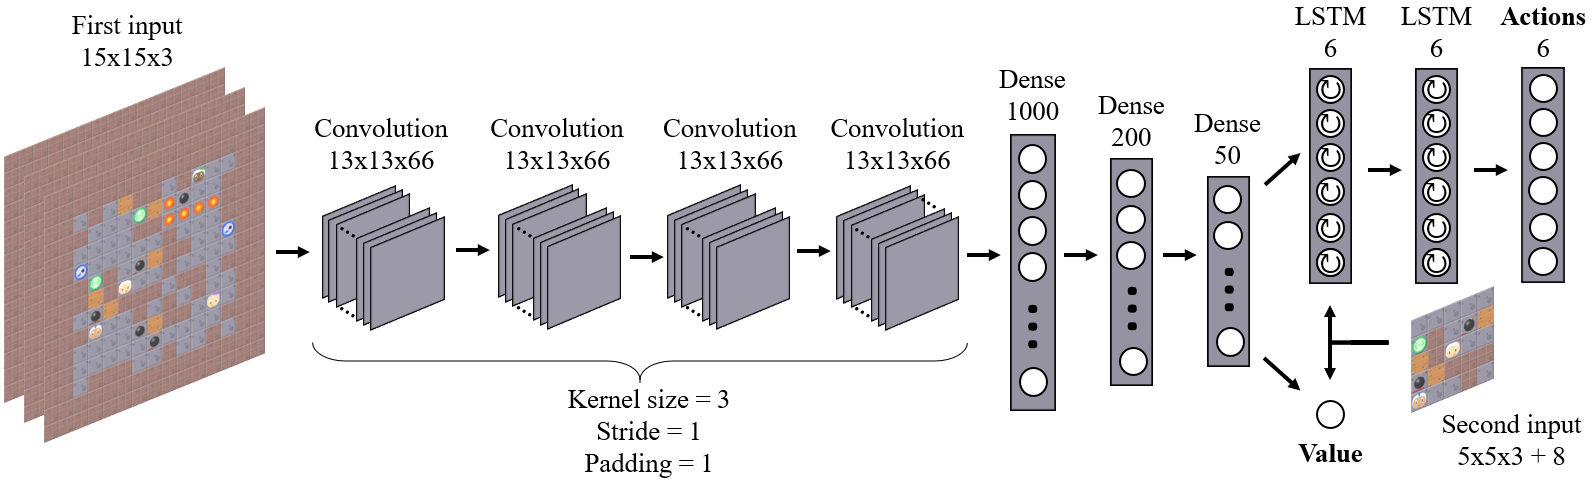 First input
15x15x3
Convolution
13x13x66
Convolution
13x13x66
Convolution
13x13x66
Convolution
13x13x66
Kernel size = 3
Stride = 1
Padding = 1
Dense
1000
Dense
200
Dense
50
LSTM
6
LSTM
6
Actions
6
Value
Second input
5x5x3 + 8